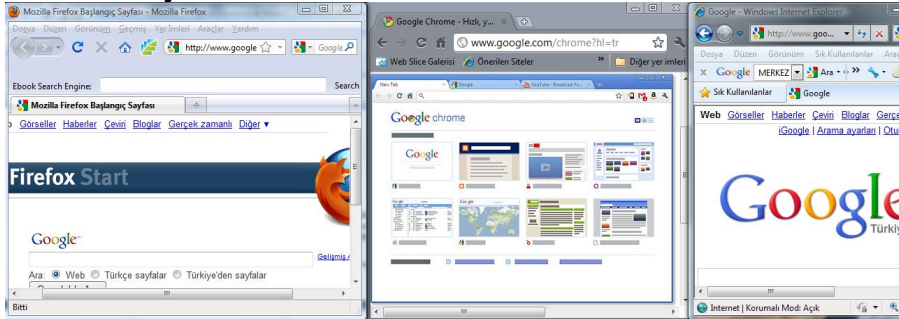 Mozilla Firefox Başlangıç Sayfası - Mozilla Firefox
Dosya Düzen Görünüm Geçmiş Yer İmleri Araçlar Yardım
http://www.google
Google
Ebook Search Engine:
Search
Mozilla Firefox Başlangıç Sayfası
Görseller Haberler Çeviri Bloglar Gerçek zamanlı Diğer ▼
Firefox Start
Google
Gelişmiş
Ara: Web Türkçe sayfalar Türkiye'den sayfalar
Bitti
Google Chrome - Hızlı, y...
www.google.com/chrome?hl=tr
Web Slice Galerisi Önerilen Siteler » Diğer yer imleri
New Tab Google YouTube - Broadcast Yo...
Google chrome
Google
Google - Windows Internet Explorer
http://www.goo...
Dosya Düzen Görünüm Sık Kullanılanlar
x Google MERKEZ Ara »
Sık Kullanılanlar Google
Web Görseller Haberler Çeviri Bloglar
iGoogle | Arama ayarları |
Google
Internet | Korumalı Mod: Açık